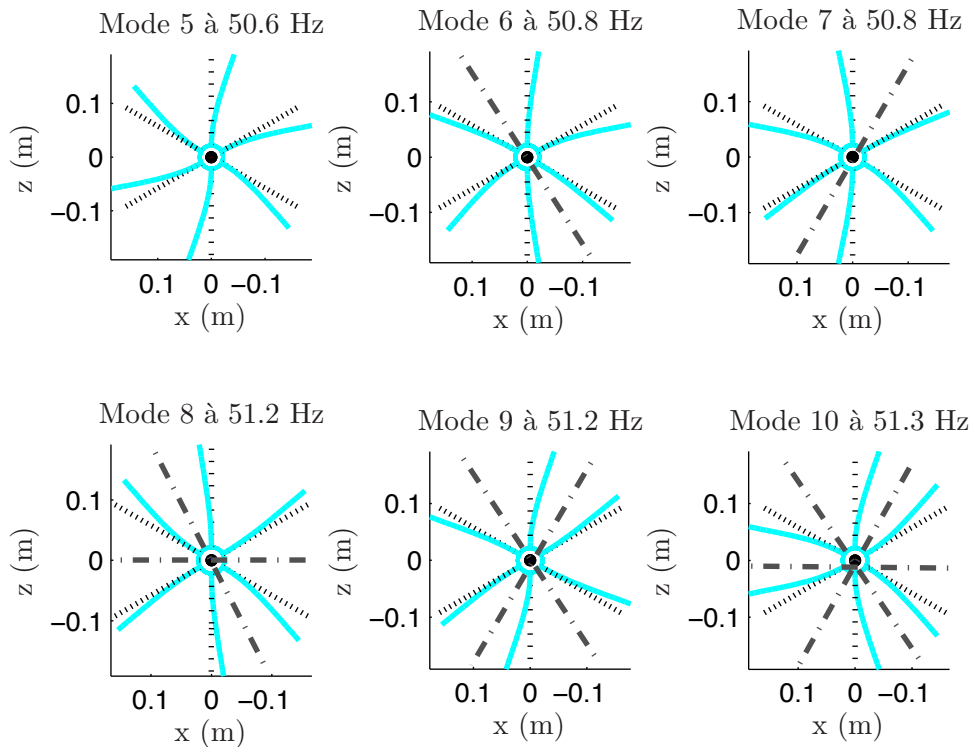 Mode 5 à 50.6 Hz
z (m)
0.1
0
−0.1
0.1 0 −0.1
x (m)
Mode 6 à 50.8 Hz
z (m)
0.1
0
−0.1
0.1 0 −0.1
x (m)
Mode 7 à 50.8 Hz
z (m)
0.1
0
−0.1
0.1 0 −0.1
x (m)
Mode 8 à 51.2 Hz
z (m)
0.1
0
−0.1
0.1 0 −0.1
x (m)
Mode 9 à 51.2 Hz
z (m)
0.1
0
−0.1
0.1 0 −0.1
x (m)
Mode 10 à 51.3 Hz
z (m)
0.1
0
−0.1
0.1 0 −0.1
x (m)